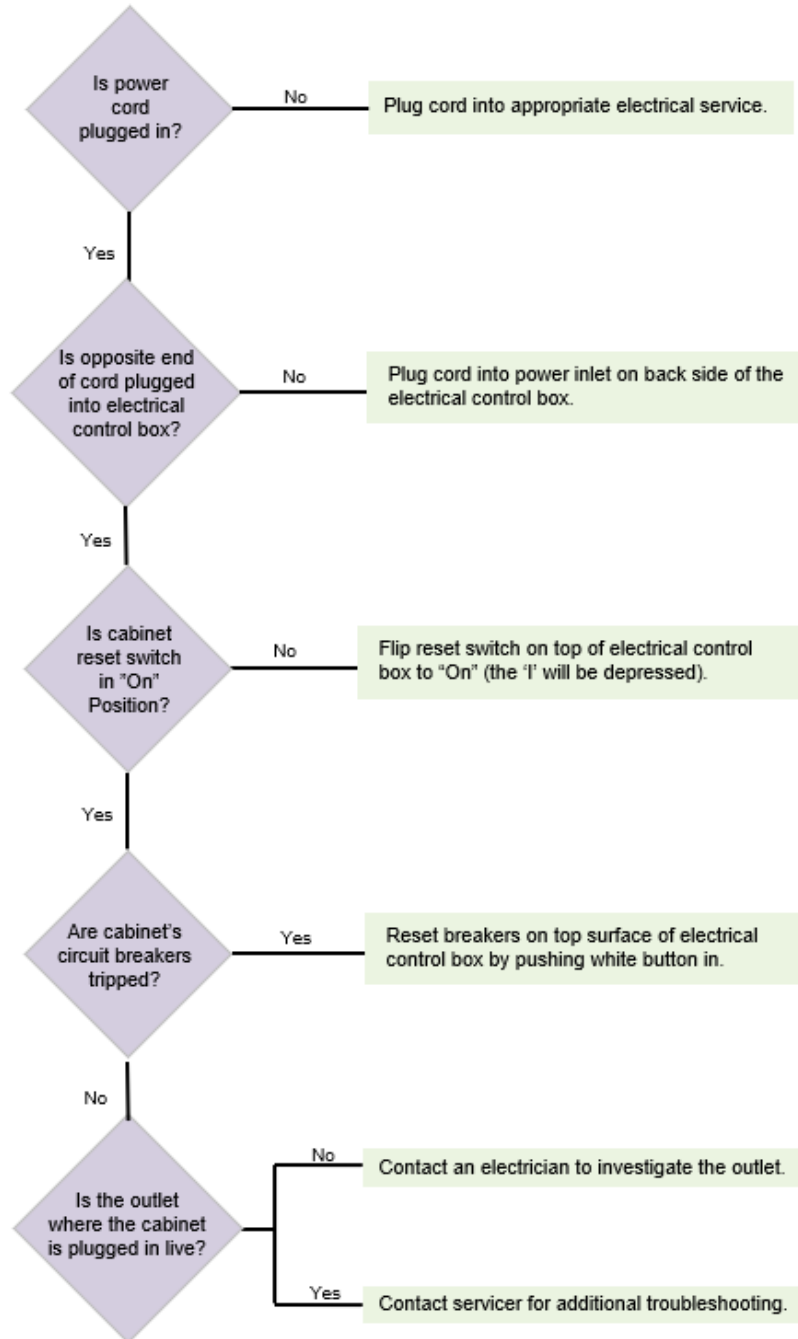 Is power
cord
plugged in?
No
Plug cord into appropriate electrical service.
Yes
Is opposite end
of cord plugged
into electrical
control box?
No
Plug cord into power inlet on back side of the
electrical control box.
Yes
Is cabinet
reset switch
in ”On”
Position?
No
Flip reset switch on top of electrical control
box to “On” (the ‘I’ will be depressed).
Yes
Are cabinet’s
circuit breakers
tripped?
Yes
Reset breakers on top surface of electrical
control box by pushing white button in.
No
Is the outlet
where the cabinet
is plugged in live?
No
Contact an electrician to investigate the outlet.
Yes
Contact servicer for additional troubleshooting.